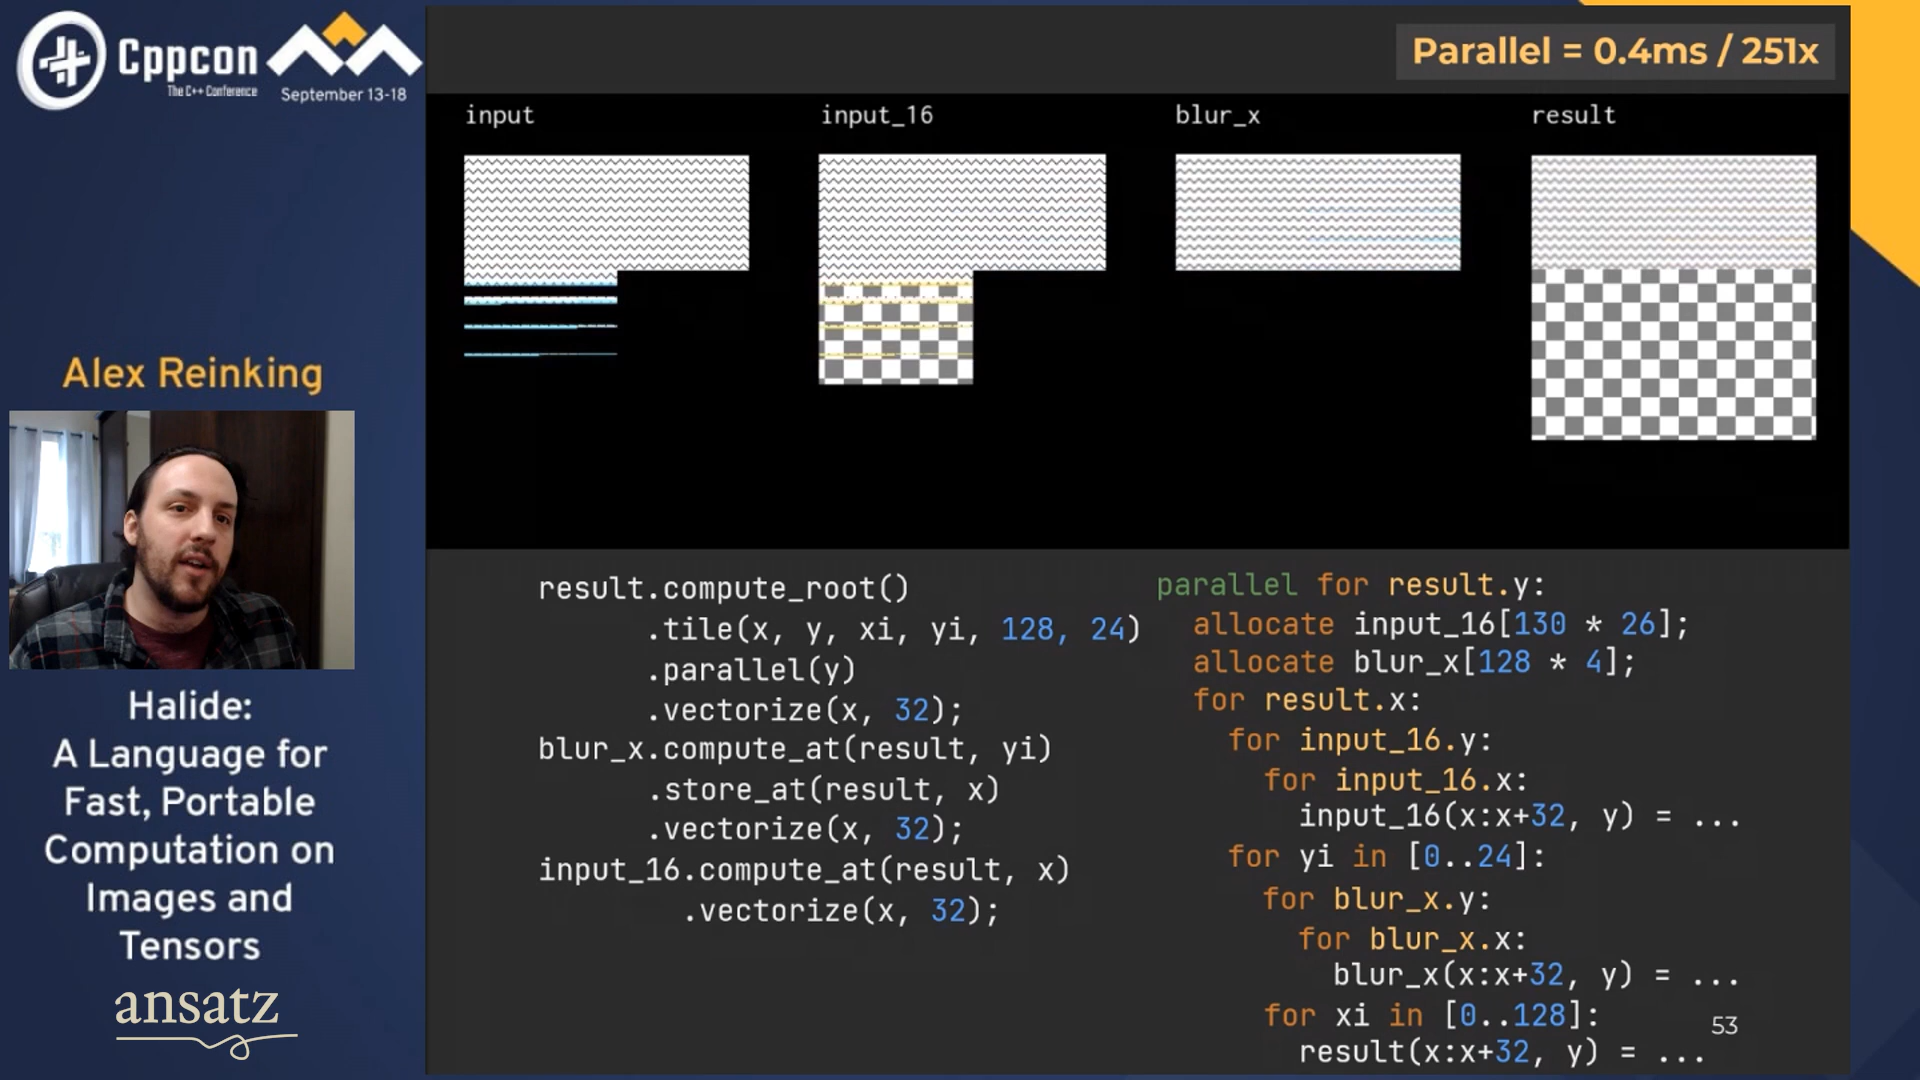 Cppcon
The C++ Conference
September 13-18
Parallel = 0.4ms / 251x
input
input_16
blur_x
result
Alex Reinking
Halide:
A Language for
Fast, Portable
Computation on
Images and
Tensors
ansatz
result.compute_root()
.tile(x, y, xi, yi, 128, 24)
.parallel(y)
.vectorize(x, 32);
blur_x.compute_at(result, yi)
.store_at(result, x)
.vectorize(x, 32);
input_16.compute_at(result, x)
.vectorize(x, 32);
parallel for result.y:
allocate input_16[130 * 26];
allocate blur_x[128 * 4];
for result.x:
for input_16.y:
for input_16.x:
input_16(x:x+32, y) = ...
for yi in [0..24]:
for blur_x.y:
for blur_x.x:
blur_x(x:x+32, y) = ...
for xi in [0..128]:
result(x:x+32, y) = ...
53